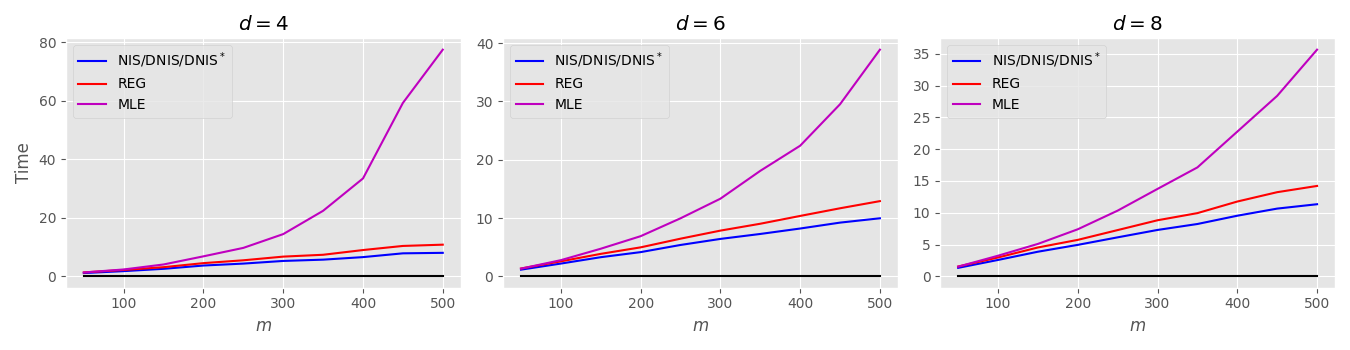 d = 4
80
60
40
20
0
Time
NIS/DNIS/DNIS*
REG
MLE
100 200 300 400 500
m
d = 6
40
30
20
10
0
NIS/DNIS/DNIS*
REG
MLE
100 200 300 400 500
m
d = 8
35
30
25
20
15
10
5
0
NIS/DNIS/DNIS*
REG
MLE
100 200 300 400 500
m